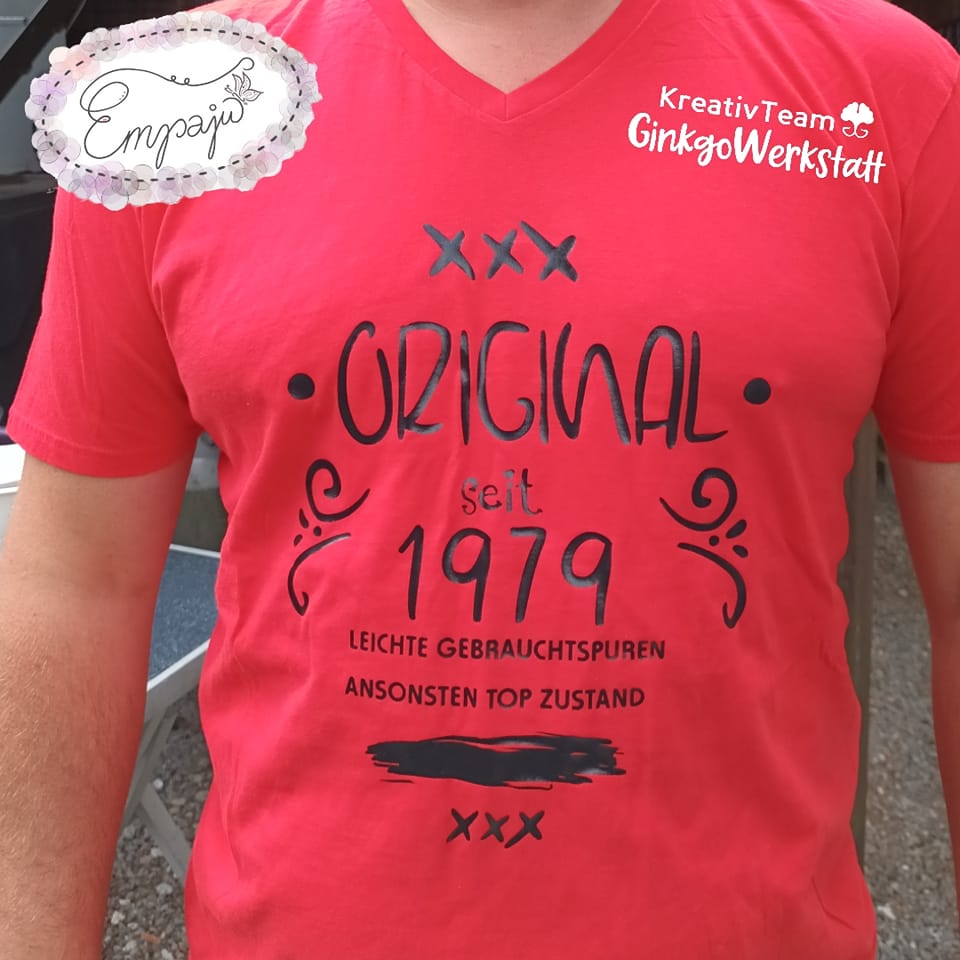 Empaju
KreativTeam
GinkgoWerkstatt
xxx
ORIGINAL
seit
1979
LEICHTE GEBRAUCHTSPUREN
ANSONSTEN TOP ZUSTAND
xxx